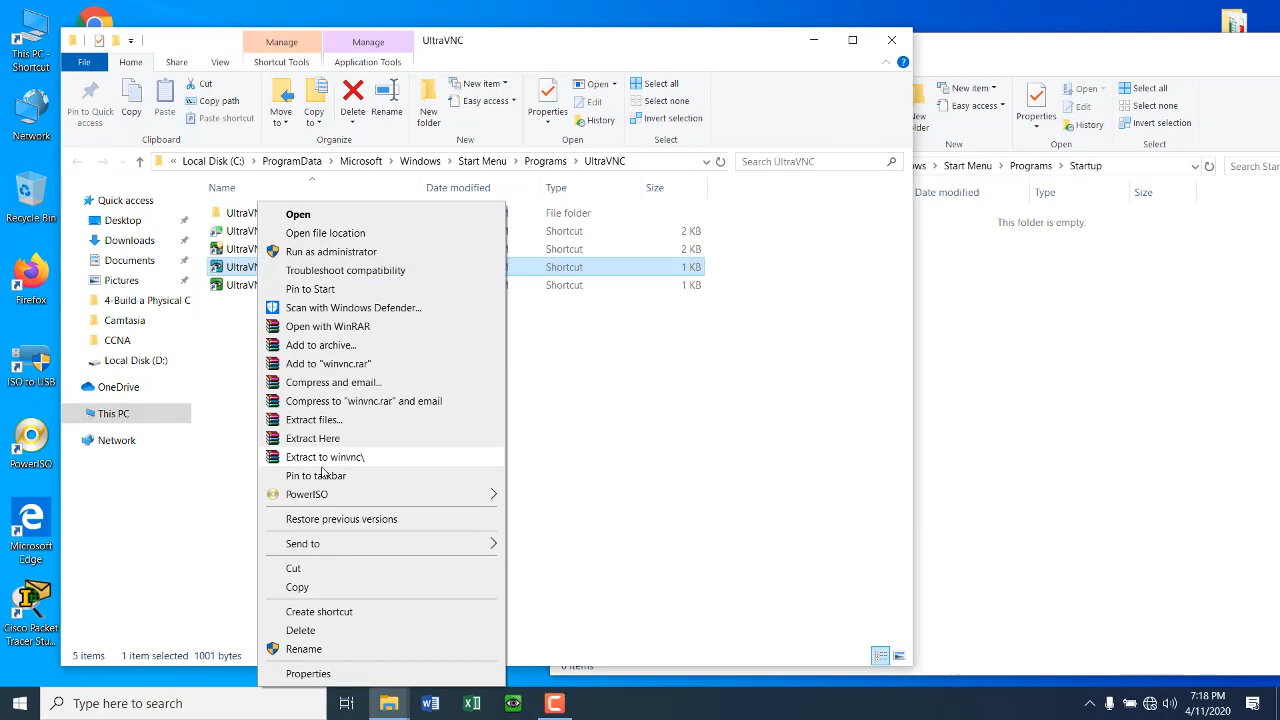 This PC - Shortcut
Network
Recycle Bin
Firefox
ISO to USB
PowerISO
Microsoft Edge
Cisco Packet Tracer Stu...
Manage
Manage
UltraVNC
File
Home
Share
View
Shortcut Tools
Application Tools
Pin to Quick access
Copy
Paste
Cut
Copy path
Paste shortcut
Clipboard
Move to
Copy to
Delete
Rename
Organize
New folder
New item
Easy access
New
Properties
Open
Edit
History
Open
Select all
Select none
Invert selection
Select
« Local Disk (C:) > ProgramData > Microsoft > Windows > Start Menu > Programs > UltraVNC
Search UltraVNC
Name
Date modified
Type
Size
Quick access
Desktop
Downloads
Documents
Pictures
4-Build a Physical C
Camtasia
CCNA
Local Disk (D:)
OneDrive
This PC
Network
File folder
Shortcut
2 KB
Shortcut
2 KB
Shortcut
1 KB
Shortcut
1 KB
Open
Open file location
Run as administrator
Troubleshoot compatibility
Pin to Start
Scan with Windows Defender...
Open with WinRAR
Add to archive...
Add to "winvnc.rar"
Compress and email...
Compress to "winvnc.rar" and email
Extract files...
Extract Here
Extract to winvnc\
Pin to taskbar
PowerISO
Restore previous versions
Send to
Cut
Copy
Create shortcut
Delete
Rename
Properties
5 items
1 item selected
1001 bytes
Properties
New item
Easy access
New
Open
Edit
History
Open
Select all
Select none
Invert selection
Select
Start Menu > Programs > Startup
Search Star
Date modified
Type
Size
This folder is empty.
0 items
Type here to search
7:18 PM
4/11/2020